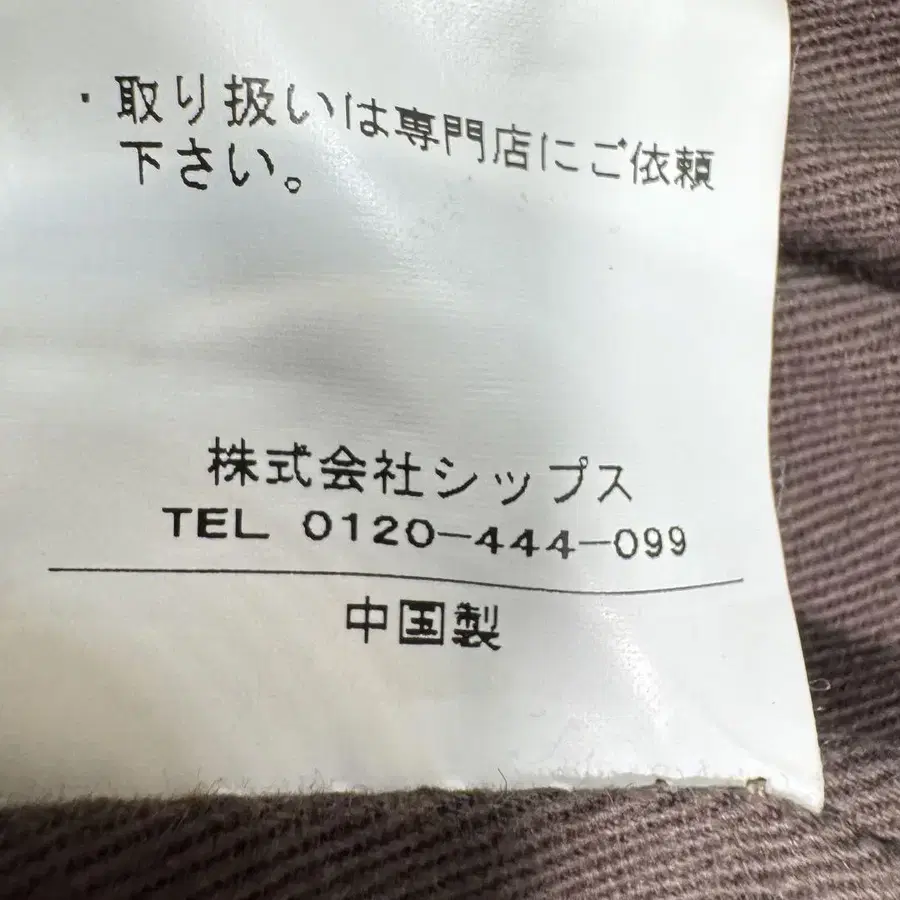 ・取り扱いは専門店にご依頼
下さい。
株式会社シップス
TEL 0120-444-099
中国製